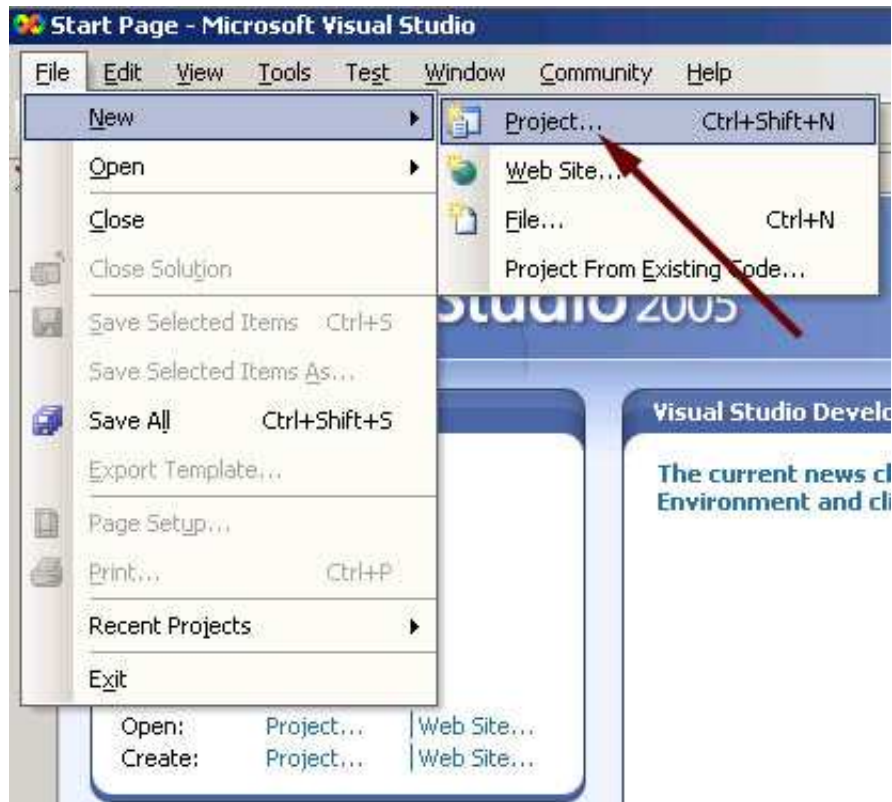 Start Page - Microsoft Visual Studio
File Edit View Tools Test Window Community Help
New
Project... Ctrl+Shift+N
Open
Web Site...
Close
File... Ctrl+N
Close Solution
Project From Existing Code...
Save Selected Items Ctrl+S
Studio 2005
Save Selected Items As...
Save All Ctrl+Shift+S
Visual Studio Develo
Export Template...
The current news c
Environment and cli
Page Setup...
Print... Ctrl+P
Recent Projects
Exit
Open: Project... Web Site...
Create: Project... Web Site...